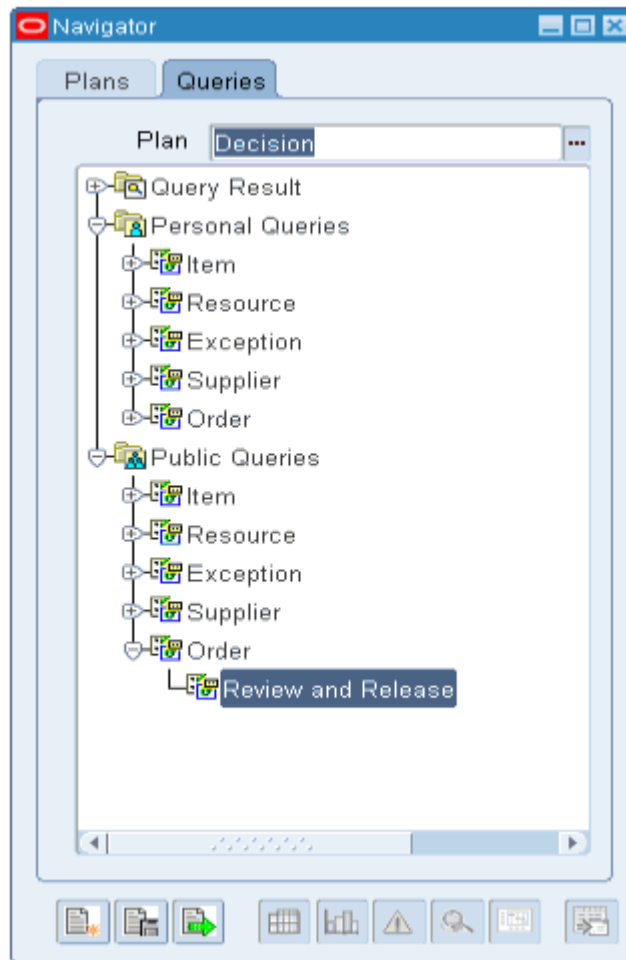 Navigator
Plans Queries
Plan Decision
Query Result
Personal Queries
Item
Resource
Exception
Supplier
Order
Public Queries
Item
Resource
Exception
Supplier
Order
Review and Release